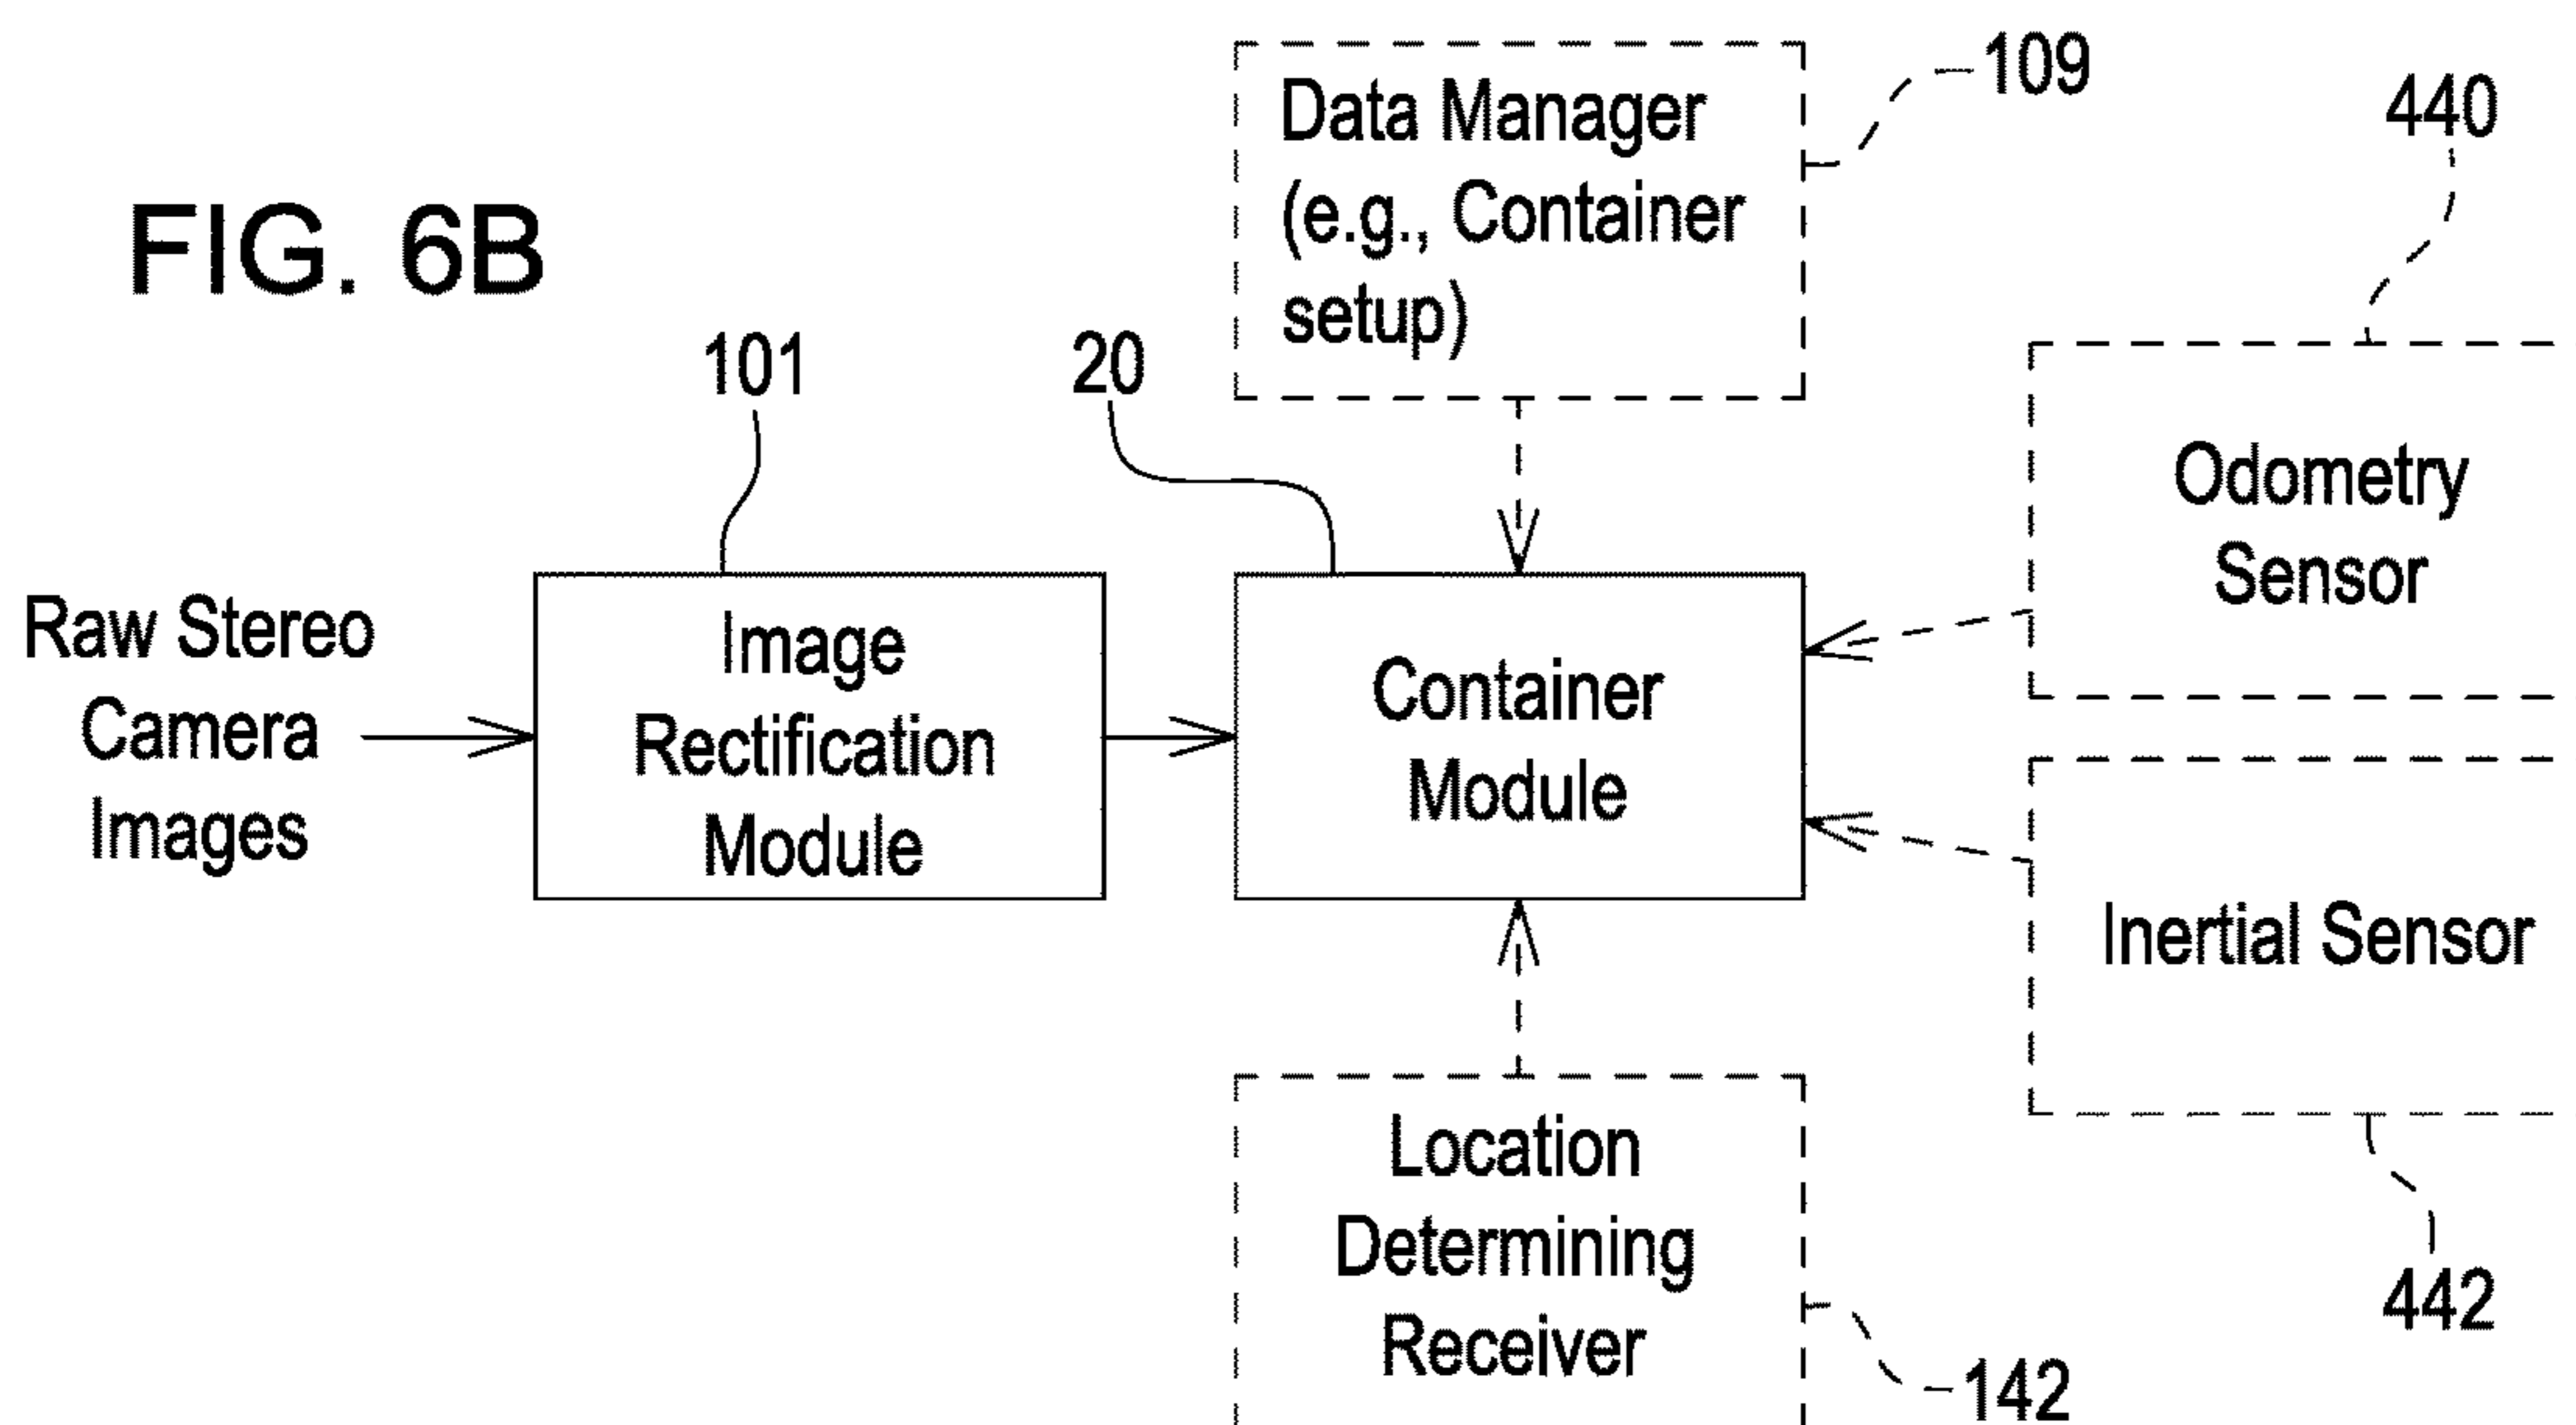 FIG. 6B
Data Manager
(e.g., Container
setup)
109
440
101
20
Odometry
Sensor
Raw Stereo
Camera
Images
Image
Rectification
Module
Container
Module
Inertial Sensor
Location
Determining
Receiver
442
142